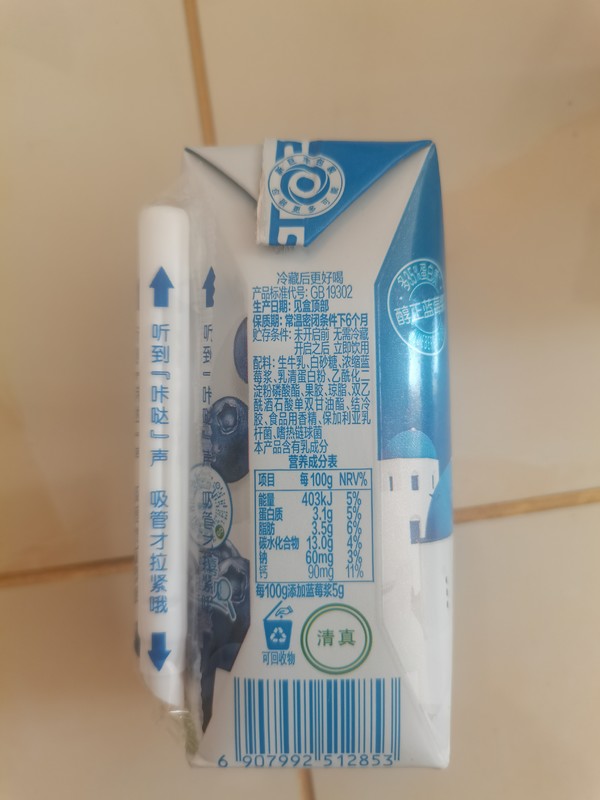 冷藏后更好喝
产品标准代号: GB 19302
生产日期: 见盒顶部
保质期: 常温密闭条件下6个月
贮存条件: 未开启前 无需冷藏
开启之后 立即饮用
配料: 生牛乳、白砂糖、浓缩蓝
莓浆、乳清蛋白粉、乙酰化二
淀粉磷酸酯、果胶、琼脂、双乙
酰酒石酸单双甘油酯、结冷
胶、食品用香精、保加利亚乳
杆菌、嗜热链球菌
本产品含有乳成分
营养成分表
项目 每100g NRV%
能量 403kJ 5%
蛋白质 3.1g 5%
脂肪 3.5g 6%
碳水化合物 13.0g 4%
钠 60mg 3%
钙 90mg 11%
每100g添加蓝莓浆5g
可回收物
清真
6 907992 512853
听到『咔哒』声 吸管才拉紧哦